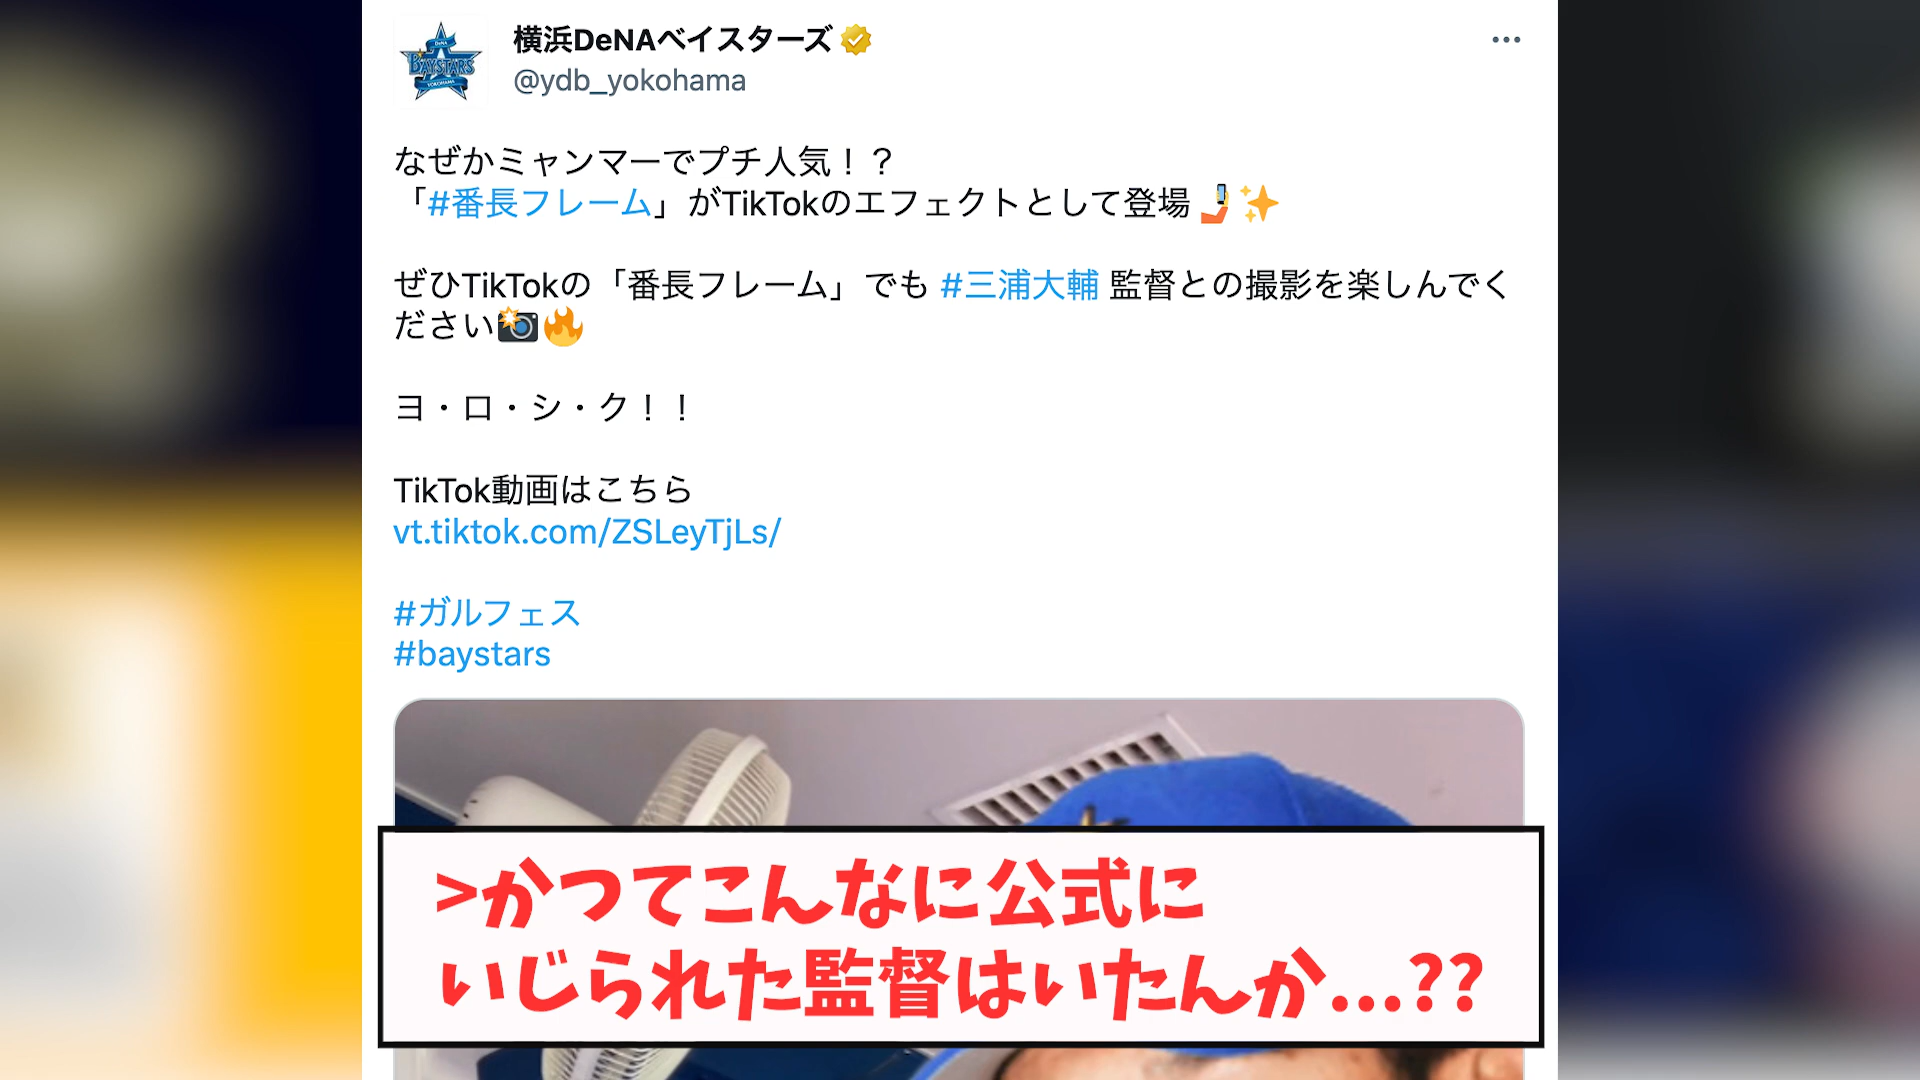 横浜DeNAベイスターズ
@ydb_yokohama
なぜかミャンマーでプチ人気！？
「#番長フレーム」がTikTokのエフェクトとして登場🤳✨
ぜひTikTokの「番長フレーム」でも #三浦大輔 監督との撮影を楽しんでく
ださい📸🔥
ヨ・ロ・シ・ク！！
TikTok動画はこちら
vt.tiktok.com/ZSLeyTjLs/
#ガルフェス
#baystars
>かつてこんなに公式に
いじられた監督はいたんか...??
DeNA
BAYSTARS
YOKOHAMA